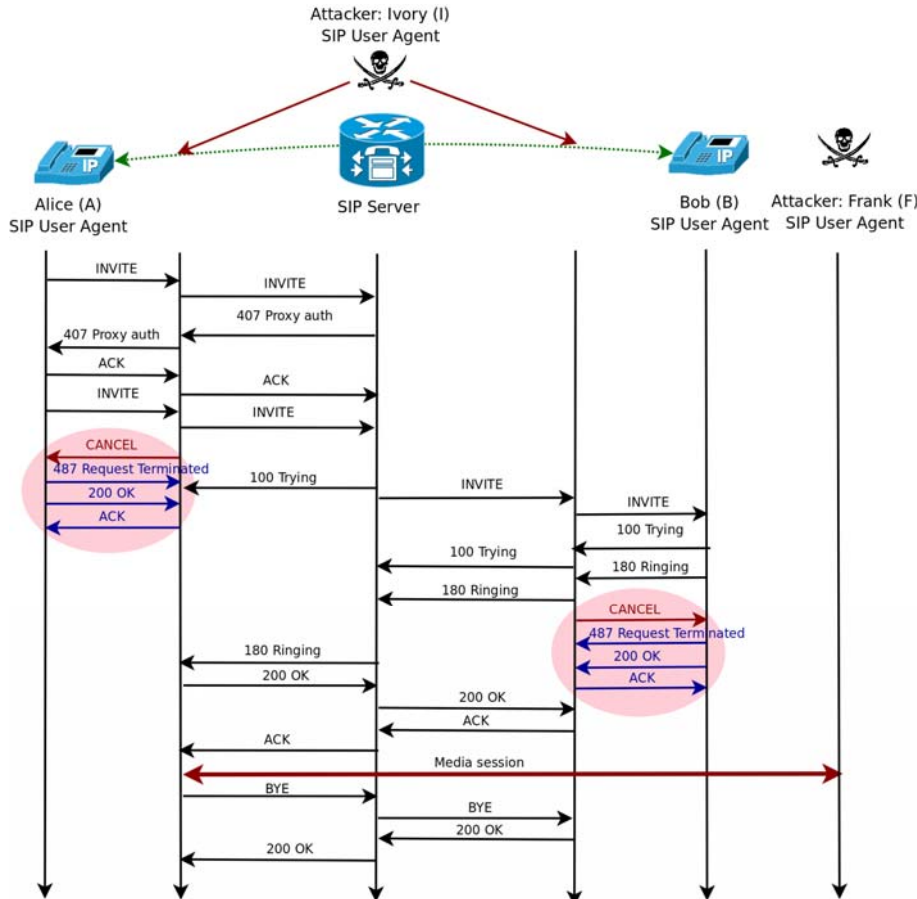 Attacker: Ivory (I)
SIP User Agent
IP
IP
Alice (A)
SIP User Agent
SIP Server
Bob (B)
SIP User Agent
Attacker: Frank (F)
SIP User Agent
INVITE
INVITE
407 Proxy auth
407 Proxy auth
ACK
ACK
INVITE
INVITE
CANCEL
487 Request Terminated
100 Trying
INVITE
200 OK
INVITE
ACK
100 Trying
100 Trying
180 Ringing
180 Ringing
CANCEL
487 Request Terminated
180 Ringing
200 OK
200 OK
ACK
200 OK
ACK
ACK
Media session
BYE
BYE
200 OK
200 OK